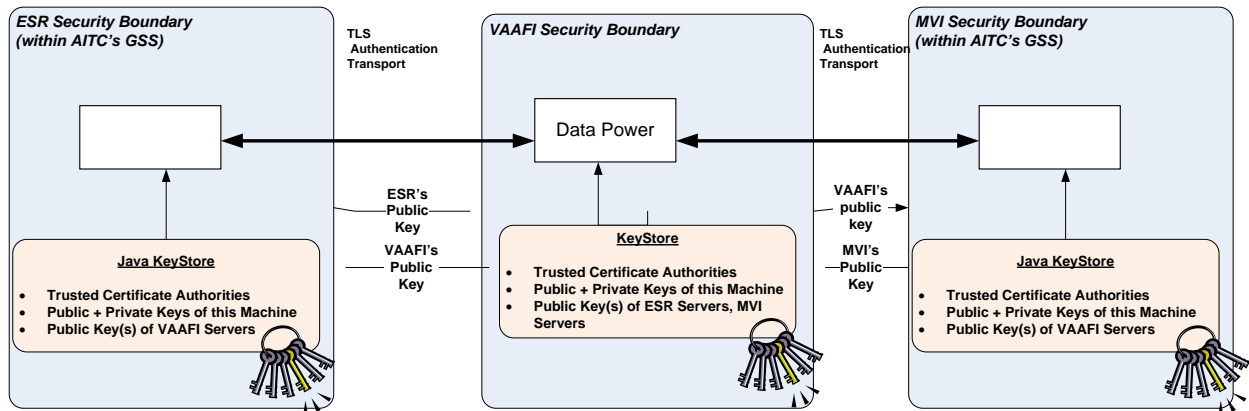 ESR Security Boundary
(within AITC's GSS)
TLS
Authentication
Transport
VAAFI Security Boundary
TLS
Authentication
Transport
MVI Security Boundary
(within AITC's GSS)
Data Power
ESR's
Public
Key
VAAFI's
Public
Key
VAAFI's
public
key
MVI's
Public
Key
Java KeyStore
• Trusted Certificate Authorities
• Public + Private Keys of this Machine
• Public Key(s) of VAAFI Servers
KeyStore
• Trusted Certificate Authorities
• Public + Private Keys of this Machine
• Public Key(s) of ESR Servers, MVI
Servers
Java KeyStore
• Trusted Certificate Authorities
• Public + Private Keys of this Machine
• Public Key(s) of VAAFI Servers